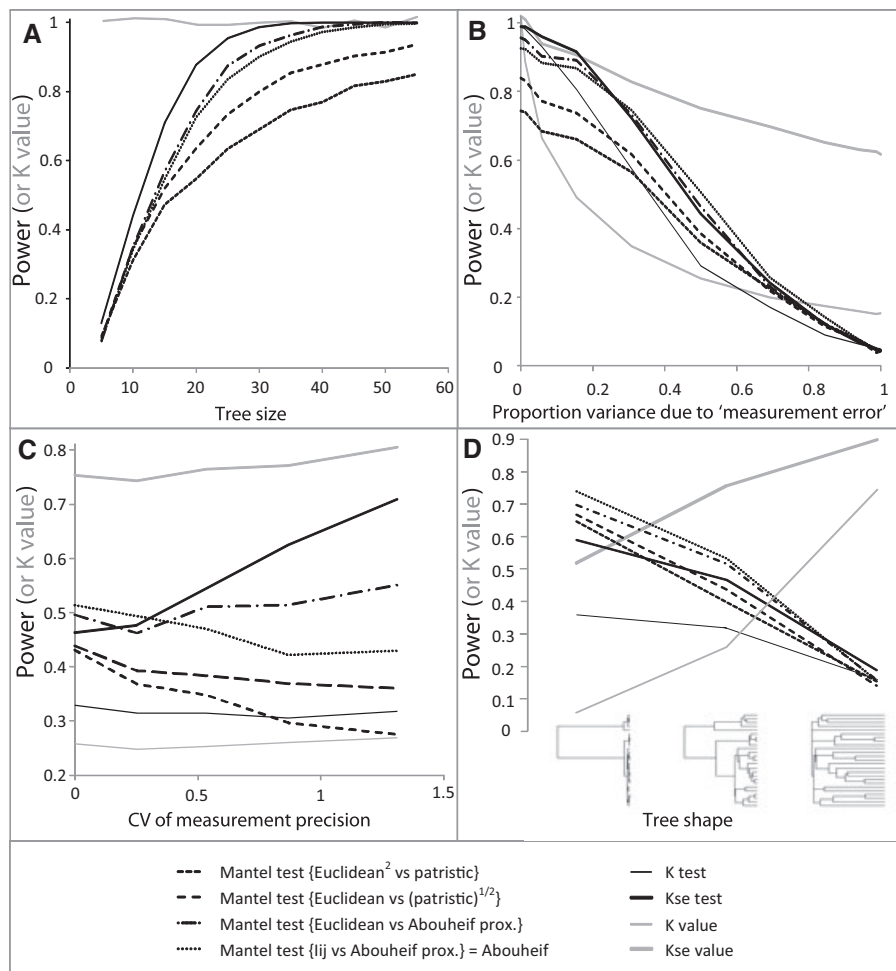 A
Power (or K value)
1
0.8
0.6
0.4
0.2
0
0 10 20 30 40 50 60
Tree size
B
Power (or K value)
1
0.8
0.6
0.4
0.2
0
0 0.2 0.4 0.6 0.8 1
Proportion variance due to 'measurement error'
C
Power (or K value)
0.8
0.7
0.6
0.5
0.4
0.3
0.2
0 0.5 1 1.5
CV of measurement precision
D
Power (or K value)
0.9
0.8
0.7
0.6
0.5
0.4
0.3
0.2
0.1
0
Tree shape
Mantel test {Euclidean² vs patristic}
Mantel test {Euclidean vs (patristic)^1/2}
Mantel test {Euclidean vs Abouheif prox.}
Mantel test {Iij vs Abouheif prox.} = Abouheif
K test
Kse test
K value
Kse value